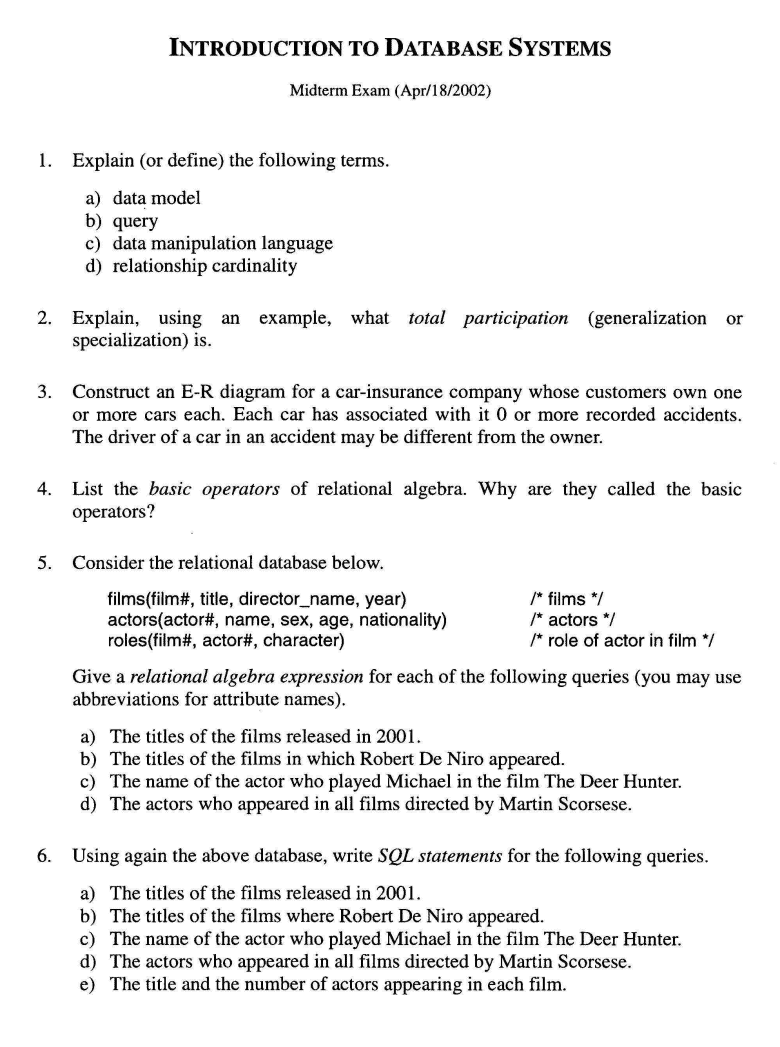 INTRODUCTION TO DATABASE SYSTEMS
Midterm Exam (Apr/18/2002)
1. Explain (or define) the following terms.
a) data model
b) query
c) data manipulation language
d) relationship cardinality
2. Explain, using an example, what total participation (generalization or
specialization) is.
3. Construct an E-R diagram for a car-insurance company whose customers own one
or more cars each. Each car has associated with it 0 or more recorded accidents.
The driver of a car in an accident may be different from the owner.
4. List the basic operators of relational algebra. Why are they called the basic
operators?
5. Consider the relational database below.
films(film#, title, director_name, year) /* films */
actors(actor#, name, sex, age, nationality) /* actors */
roles(film#, actor#, character) /* role of actor in film */
Give a relational algebra expression for each of the following queries (you may use
abbreviations for attribute names).
a) The titles of the films released in 2001.
b) The titles of the films in which Robert De Niro appeared.
c) The name of the actor who played Michael in the film The Deer Hunter.
d) The actors who appeared in all films directed by Martin Scorsese.
6. Using again the above database, write SQL statements for the following queries.
a) The titles of the films released in 2001.
b) The titles of the films where Robert De Niro appeared.
c) The name of the actor who played Michael in the film The Deer Hunter.
d) The actors who appeared in all films directed by Martin Scorsese.
e) The title and the number of actors appearing in each film.